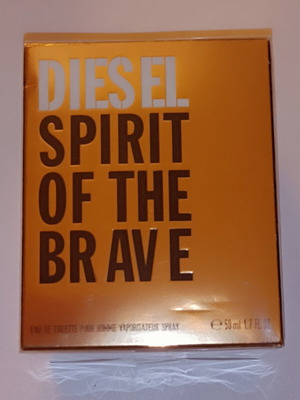 DIESEL
SPIRIT
OF THE
BRAVE
EAU DE TOILETTE POUR HOMME VAPORISATEUR SPRAY ℮ 50 ml 1.7 FL.OZ